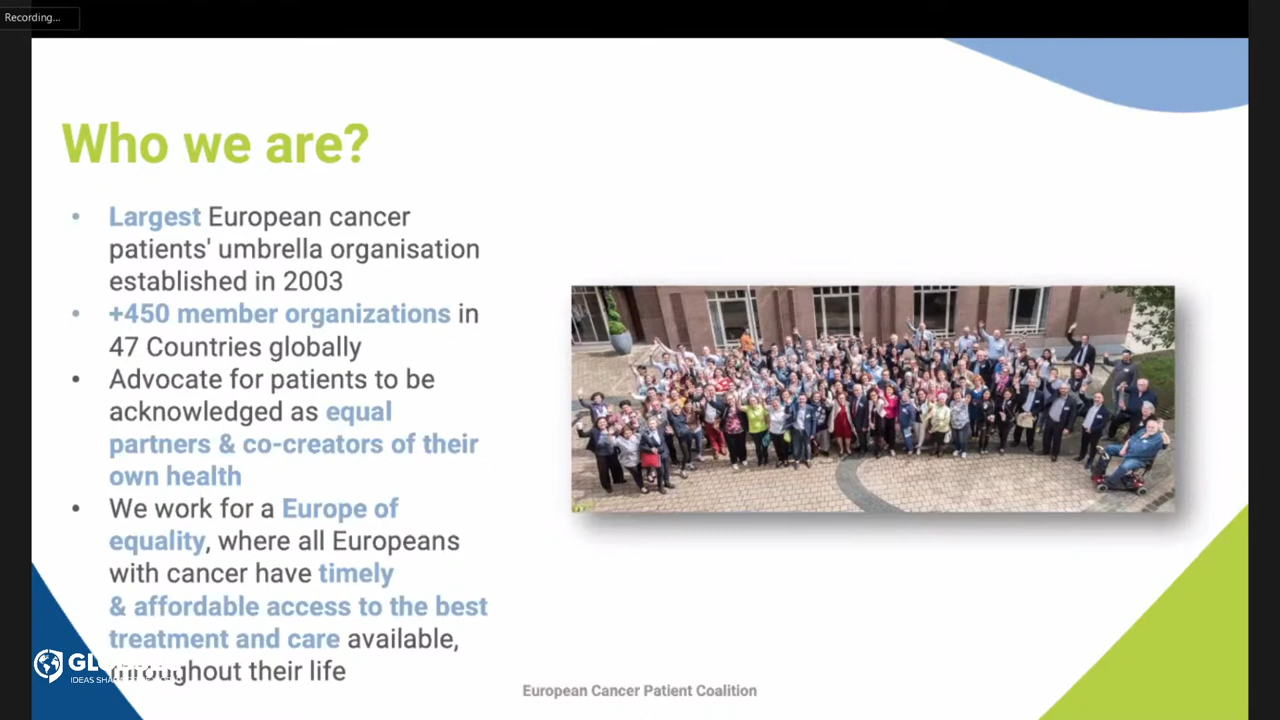 Recording...
Who we are?
• Largest European cancer
patients' umbrella organisation
established in 2003
• +450 member organizations in
47 Countries globally
• Advocate for patients to be
acknowledged as equal
partners & co-creators of their
own health
• We work for a Europe of
equality, where all Europeans
with cancer have timely
& affordable access to the best
treatment and care available,
throughout their life
IDEAS
European Cancer Patient Coalition